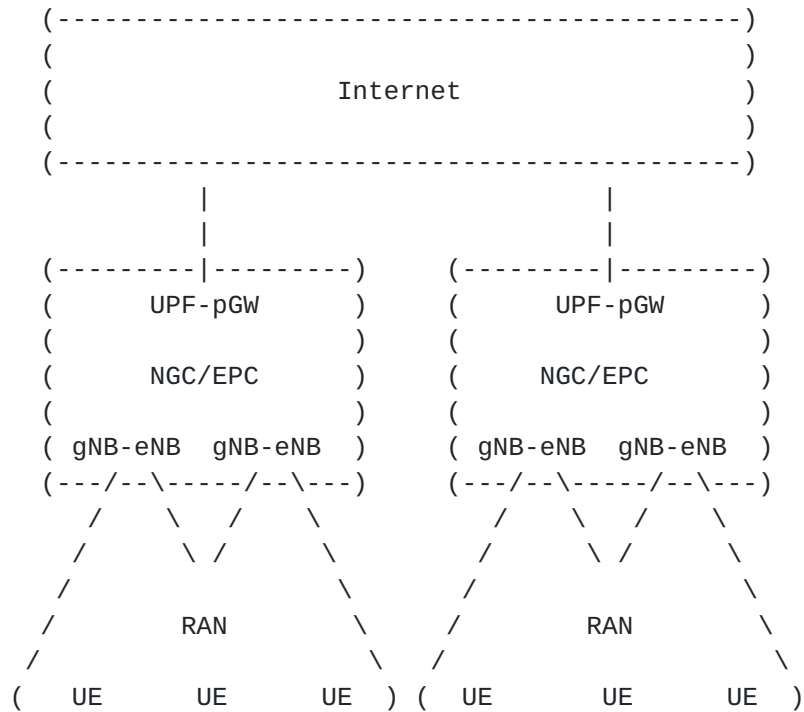 Internet
UPF-pGW UPF-pGW
NGC/EPC NGC/EPC
gNB-eNB gNB-eNB gNB-eNB gNB-eNB
RAN RAN
UE UE UE UE UE UE